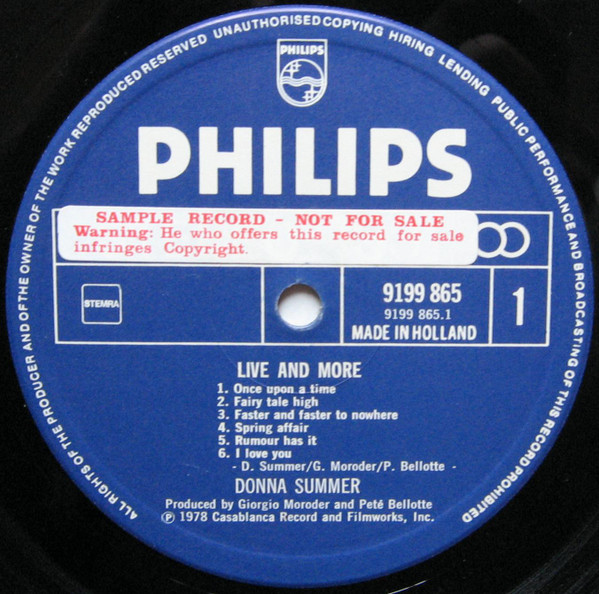 ALL RIGHTS OF THE PRODUCER AND OF THE OWNER OF THE WORK REPRODUCED RESERVED UNAUTHORISED COPYING HIRING LENDING PUBLIC PERFORMANCE AND BROADCASTING OF THIS RECORD PROHIBITED
PHILIPS
PHILIPS
SAMPLE RECORD - NOT FOR SALE
Warning: He who offers this record for sale
infringes Copyright.
STEMRA
9199 865
9199 865.1
MADE IN HOLLAND
1
LIVE AND MORE
1. Once upon a time
2. Fairy tale high
3. Faster and faster to nowhere
4. Spring affair
5. Rumour has it
6. I love you
- D. Summer/G. Moroder/P. Bellotte -
DONNA SUMMER
Produced by Giorgio Moroder and Peté Bellotte
Ⓟ 1978 Casablanca Record and Filmworks, Inc.